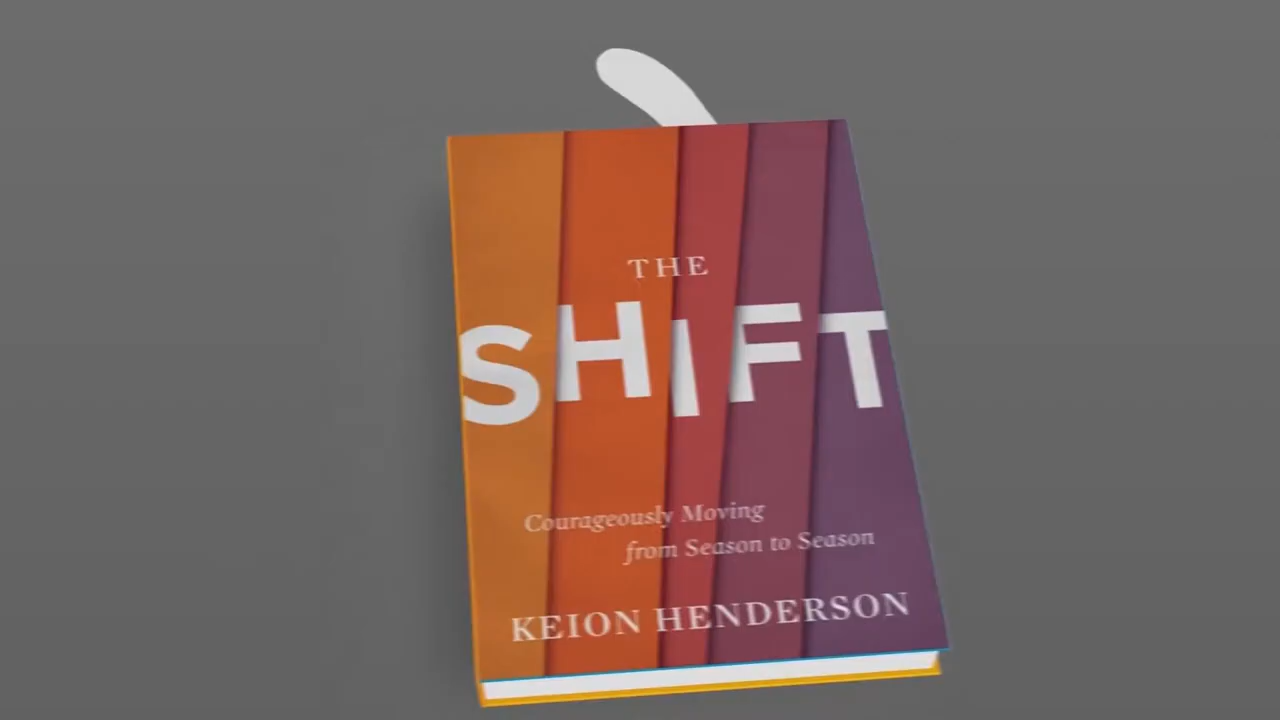 THE
SHIFT
Courageously Moving
from Season to Season
KEION HENDERSON